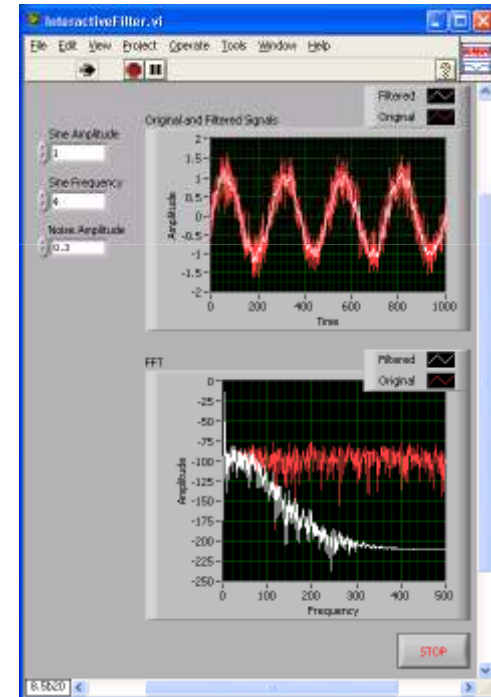 InteractiveFilter.vi
File Edit View Project Operate Tools Window Help
Filtered
Original
Original and Filtered Signals
Sine Amplitude
1
Sine Frequency
4
Noise Amplitude
0.3
Amplitude
2
1.5
1
0.5
0
-0.5
-1
-1.5
-2
0 200 400 600 800 1000
Time
FFT
Filtered
Original
Amplitude
0
-25
-50
-75
-100
-125
-150
-175
-200
-225
-250
0 100 200 300 400 500
Frequency
STOP
8.5b20